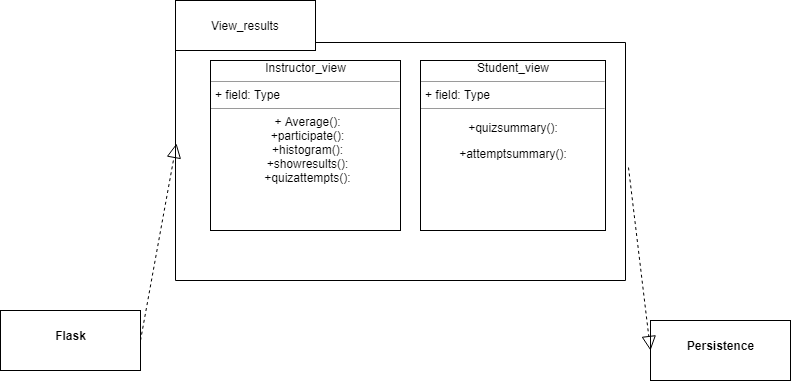 View_results
Instructor_view
+ field: Type
+ Average():
+participate():
+histogram():
+showresults():
+quizattempts():
Student_view
+ field: Type
+quizsummary():
+attemptsummary():
Flask
Persistence